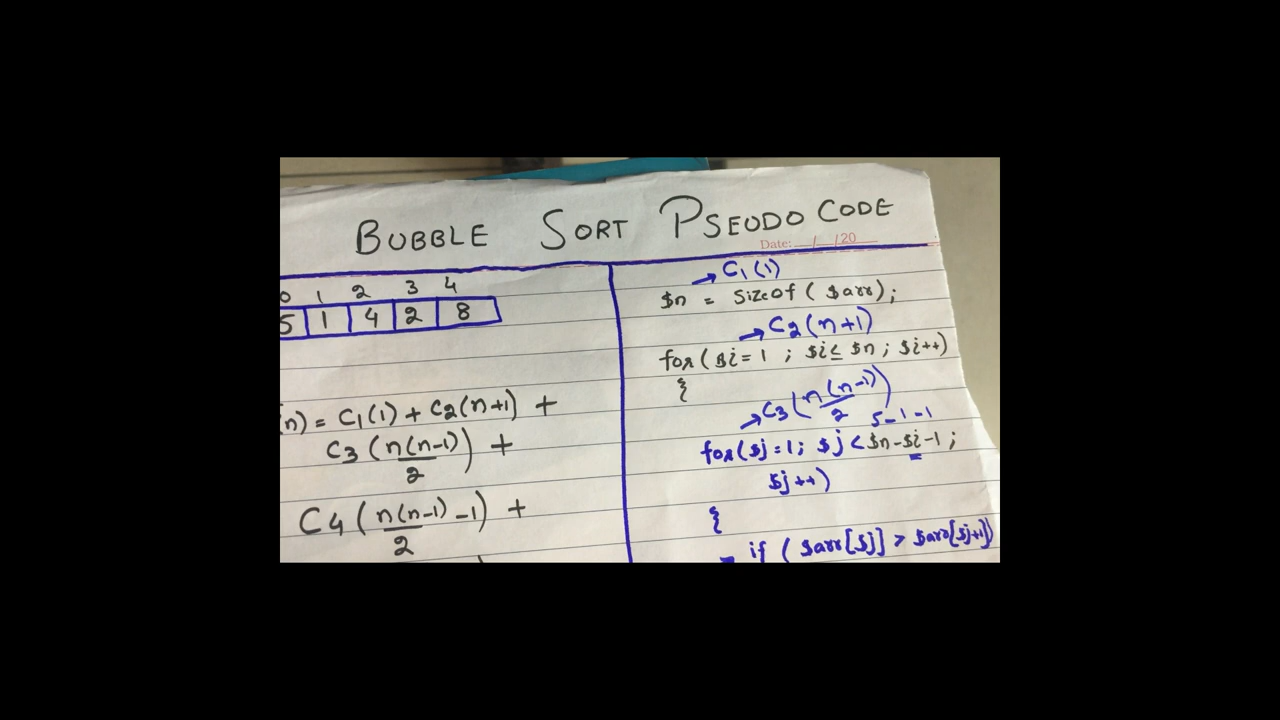 BUBBLE SORT PSEUDO CODE
Date: / /20
0 1 2 3 4
5 1 4 2 8
(n) = C1(1) + C2(n+1) +
C3(n(n-1)/2) +
C4(n(n-1)/2 -1) +
→ C1(1)
$n = Sizeof ( $arr);
→ C2(n+1)
for( $i=1 ; $i≤ $n ; $i++)
{
→ C3(n(n-1)/2)
5-1-1
for($j=1; $j<$n-$i-1;
$j++)
{
if ( $arr[$j] > $arr[$j+1])